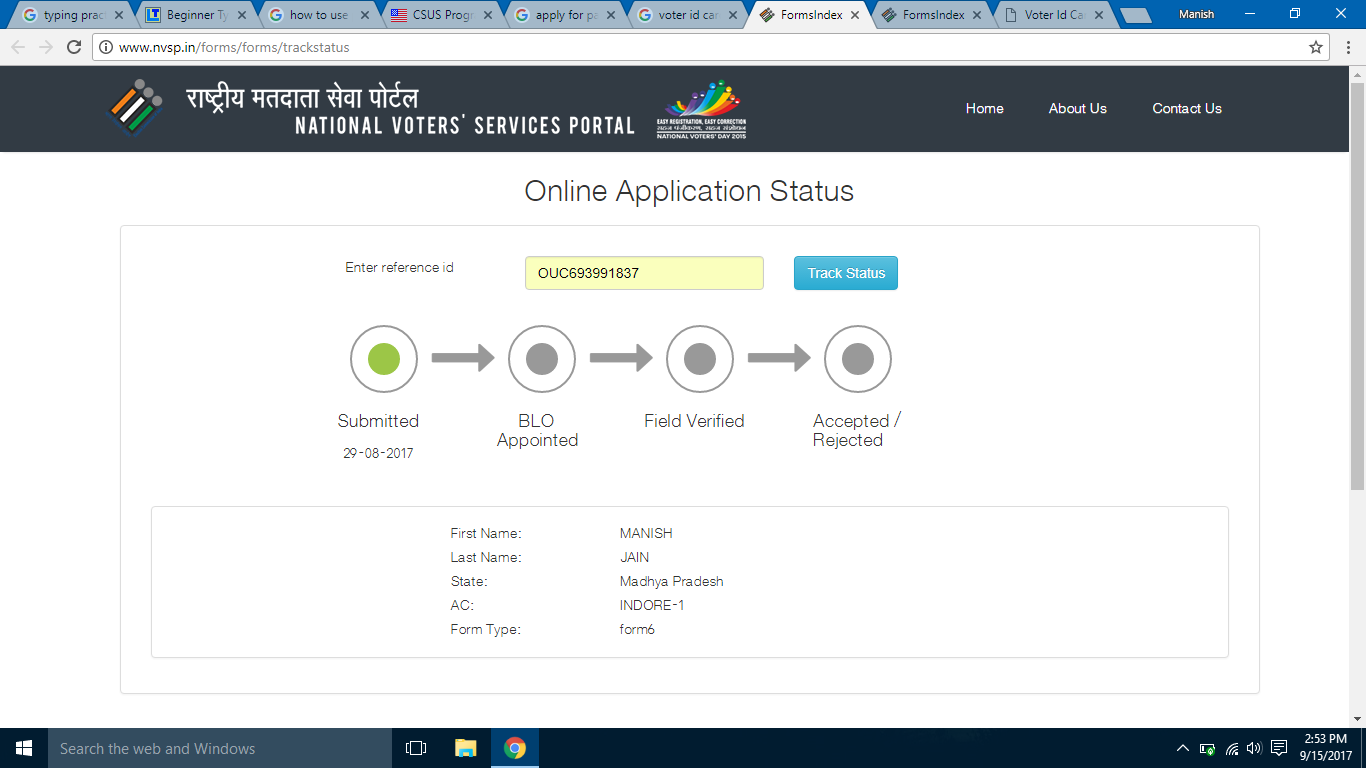 typing pract
Beginner Ty
how to use
CSUS Progr
apply for pa
voter id car
FormsIndex
FormsIndex
Voter Id Ca
Manish
www.nvsp.in/forms/forms/trackstatus
राष्ट्रीय मतदाता सेवा पोर्टल
NATIONAL VOTERS' SERVICES PORTAL
EASY REGISTRATION, EASY CORRECTION
NATIONAL VOTERS' DAY 2015
Home
About Us
Contact Us
Online Application Status
Enter reference id
OUC693991837
Track Status
Submitted
BLO
Appointed
Field Verified
Accepted /
Rejected
29-08-2017
First Name: MANISH
Last Name: JAIN
State: Madhya Pradesh
AC: INDORE-1
Form Type: form6
Search the web and Windows
2:53 PM
9/15/2017